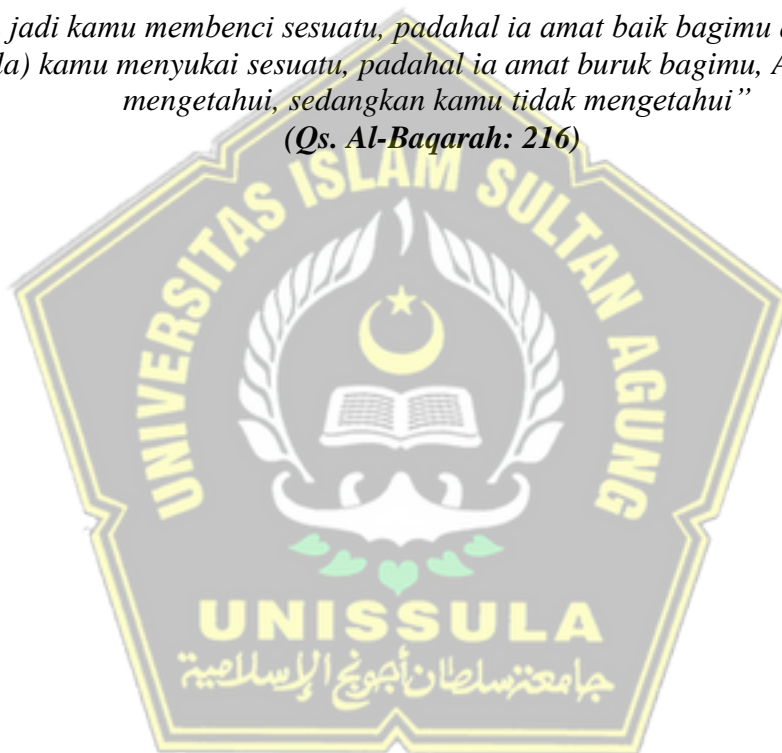 jadi kamu membenci sesuatu, padahal ia amat baik bagimu
kamu menyukai sesuatu, padahal ia amat buruk bagimu,
mengetahui, sedangkan kamu tidak mengetahui”
(Qs. Al-Baqarah: 216)
UNIVERSITAS ISLAM SULTAN AGUNG
UNISSULA
جامعة سلطان أجونج الإسلامية